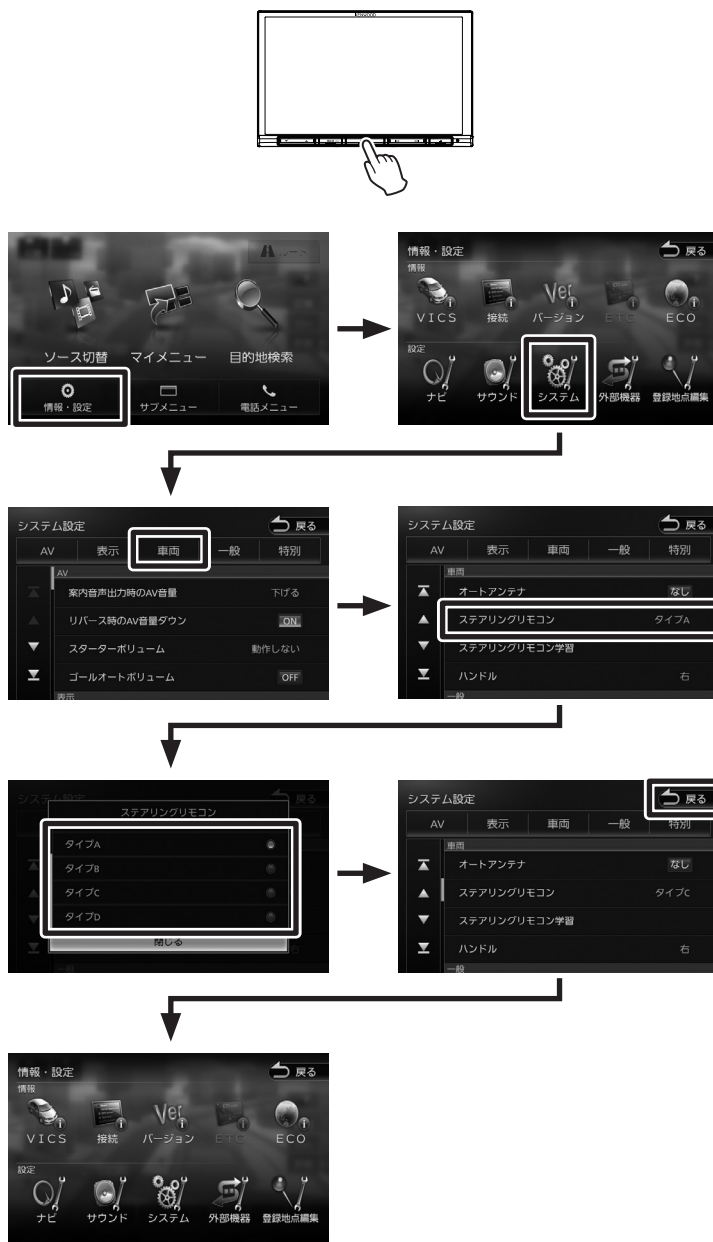 KENWOOD
ソース切替 マイメニュー 目的地検索
情報・設定 サブメニュー 電話メニュー
情報・設定 戻る
情報
VICS 接続 Ver バージョン ETC ECO
設定
ナビ サウンド システム 外部機器 登録地点編集
システム設定 戻る
AV 表示 車両 一般 特別
AV
案内音声出力時のAV音量 下げる
リバース時のAV音量ダウン ON
スターターボリューム 動作しない
ゴールオートボリューム OFF
表示
システム設定 戻る
AV 表示 車両 一般 特別
車両
オートアンテナ なし
ステアリングリモコン タイプA
ステアリングリモコン学習
ハンドル 右
一般
システム設定 戻る
ステアリングリモコン
タイプA
タイプB
タイプC
タイプD
閉じる
一般
システム設定 戻る
AV 表示 車両 一般 特別
車両
オートアンテナ なし
ステアリングリモコン タイプC
ステアリングリモコン学習
ハンドル 右
一般
情報・設定 戻る
情報
VICS 接続 Ver バージョン ETC ECO
設定
ナビ サウンド システム 外部機器 登録地点編集